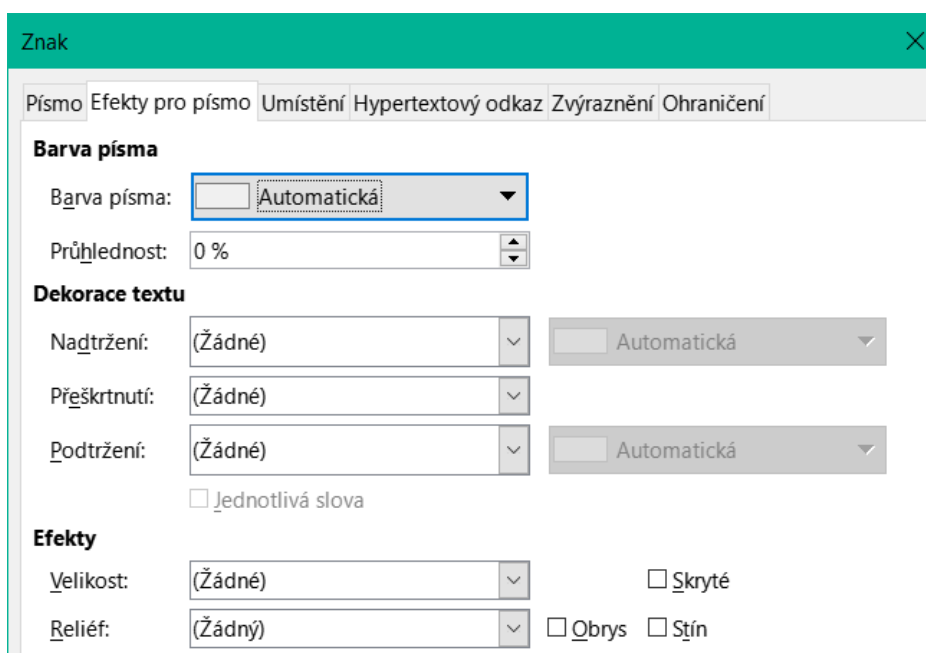 Znak
Písmo Efekty pro písmo Umístění Hypertextový odkaz Zvýraznění Ohraničení
Barva písma
Barva písma: Automatická
Průhlednost: 0 %
Dekorace textu
Nadtržení: (Žádné) Automatická
Přeškrtnutí: (Žádné)
Podtržení: (Žádné) Automatická
Jednotlivá slova
Efekty
Velikost: (Žádné) Skryté
Reliéf: (Žádný) Obrys Stín